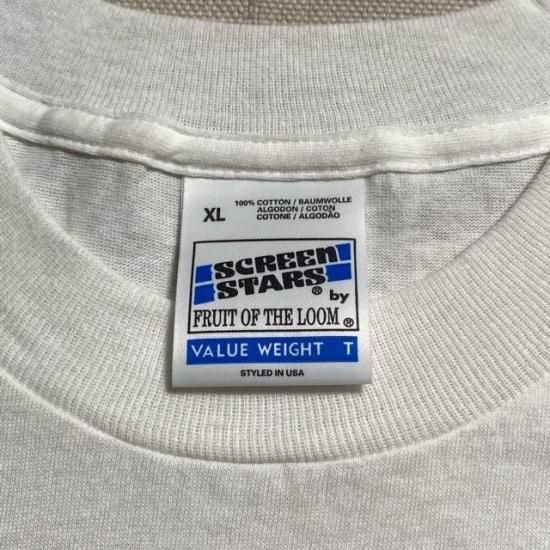 XL
100% COTTON / BAUMWOLLE
ALGODON / COTON
COTONE / ALGODÃO
SCREEN
STARS® by
FRUIT OF THE LOOM®
VALUE WEIGHT T
STYLED IN USA